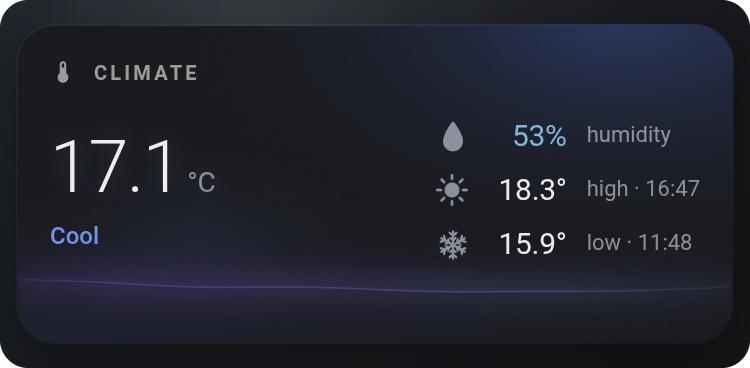 CLIMATE
17.1 °C
Cool
53% humidity
18.3° high · 16:47
15.9° low · 11:48